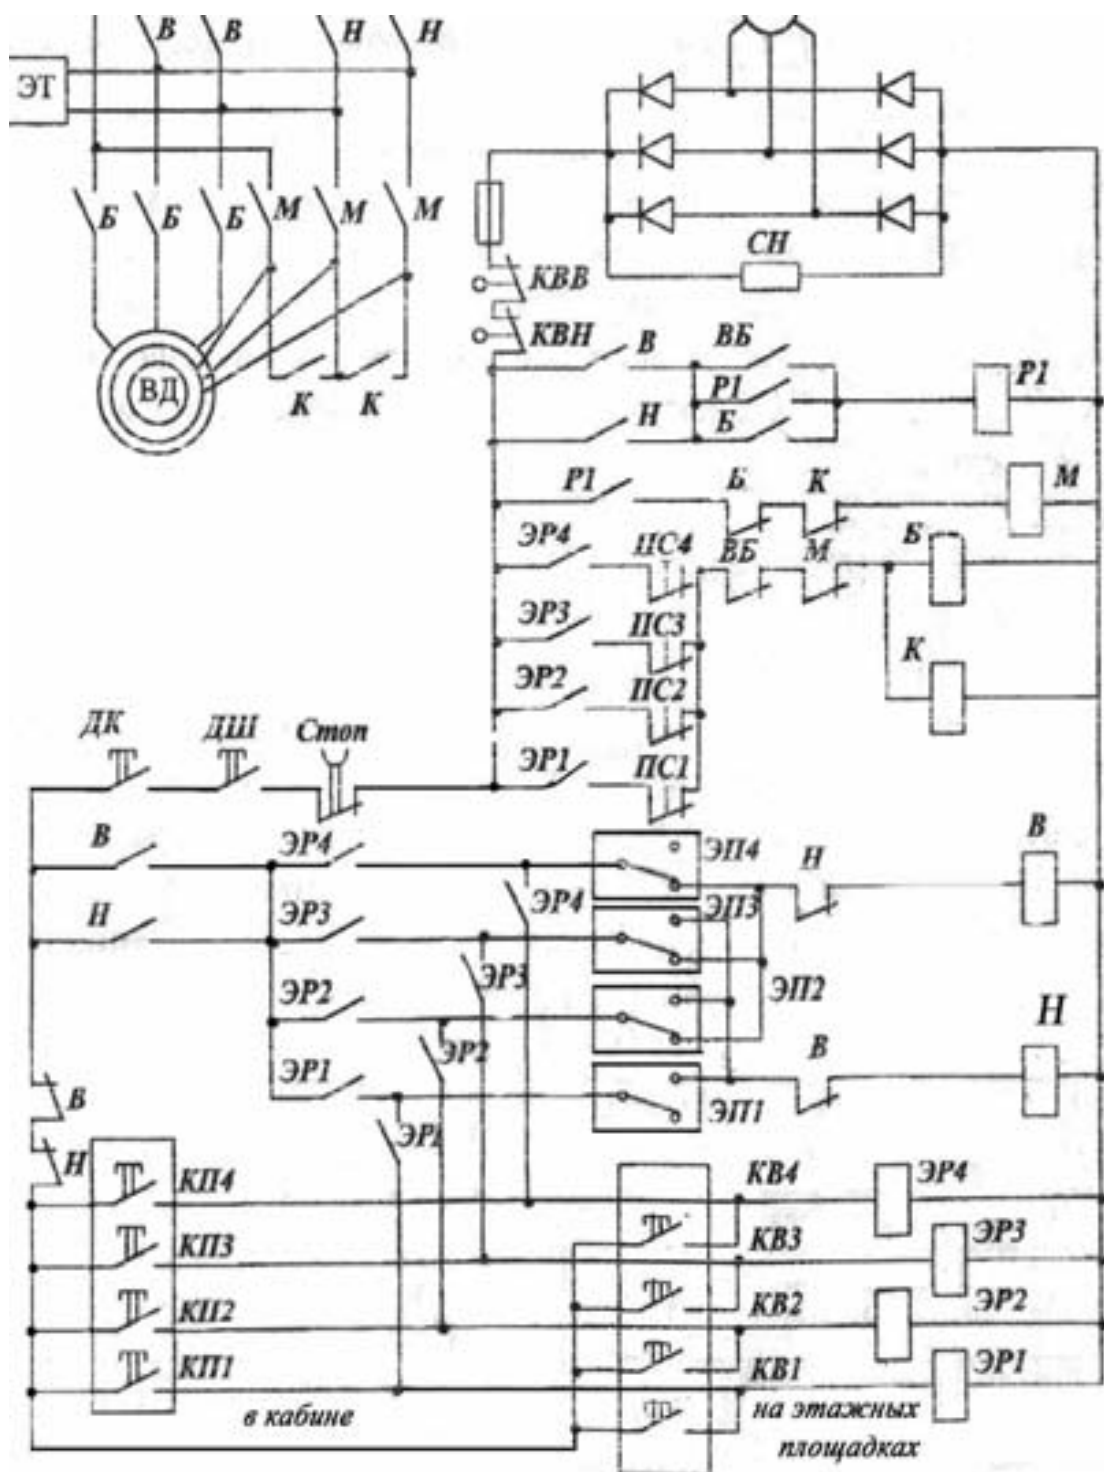 В В Н Н
ЭТ
Б Б Б М М М
СН
КВВ
КВН
ВД
К К
В ВБ
Р1 Р1
Н Б
Р1 Б К М
ЭР4 ПС4 ВБ М Б
ЭР3 ПС3
К
ЭР2 ПС2
ДК ДШ Стоп
ЭР1 ПС1
В ЭР4 ЭП4 Н В
ЭР4 ЭП3
Н ЭР3
ЭР3 ЭП2
ЭР2 Н
ЭР2
ЭР1 ЭП1 В
В ЭР1
Н КП4 КВ4 ЭР4
КП3 КВ3 ЭР3
КП2 КВ2 ЭР2
КП1 КВ1 ЭР1
в кабине на этажных
площадках